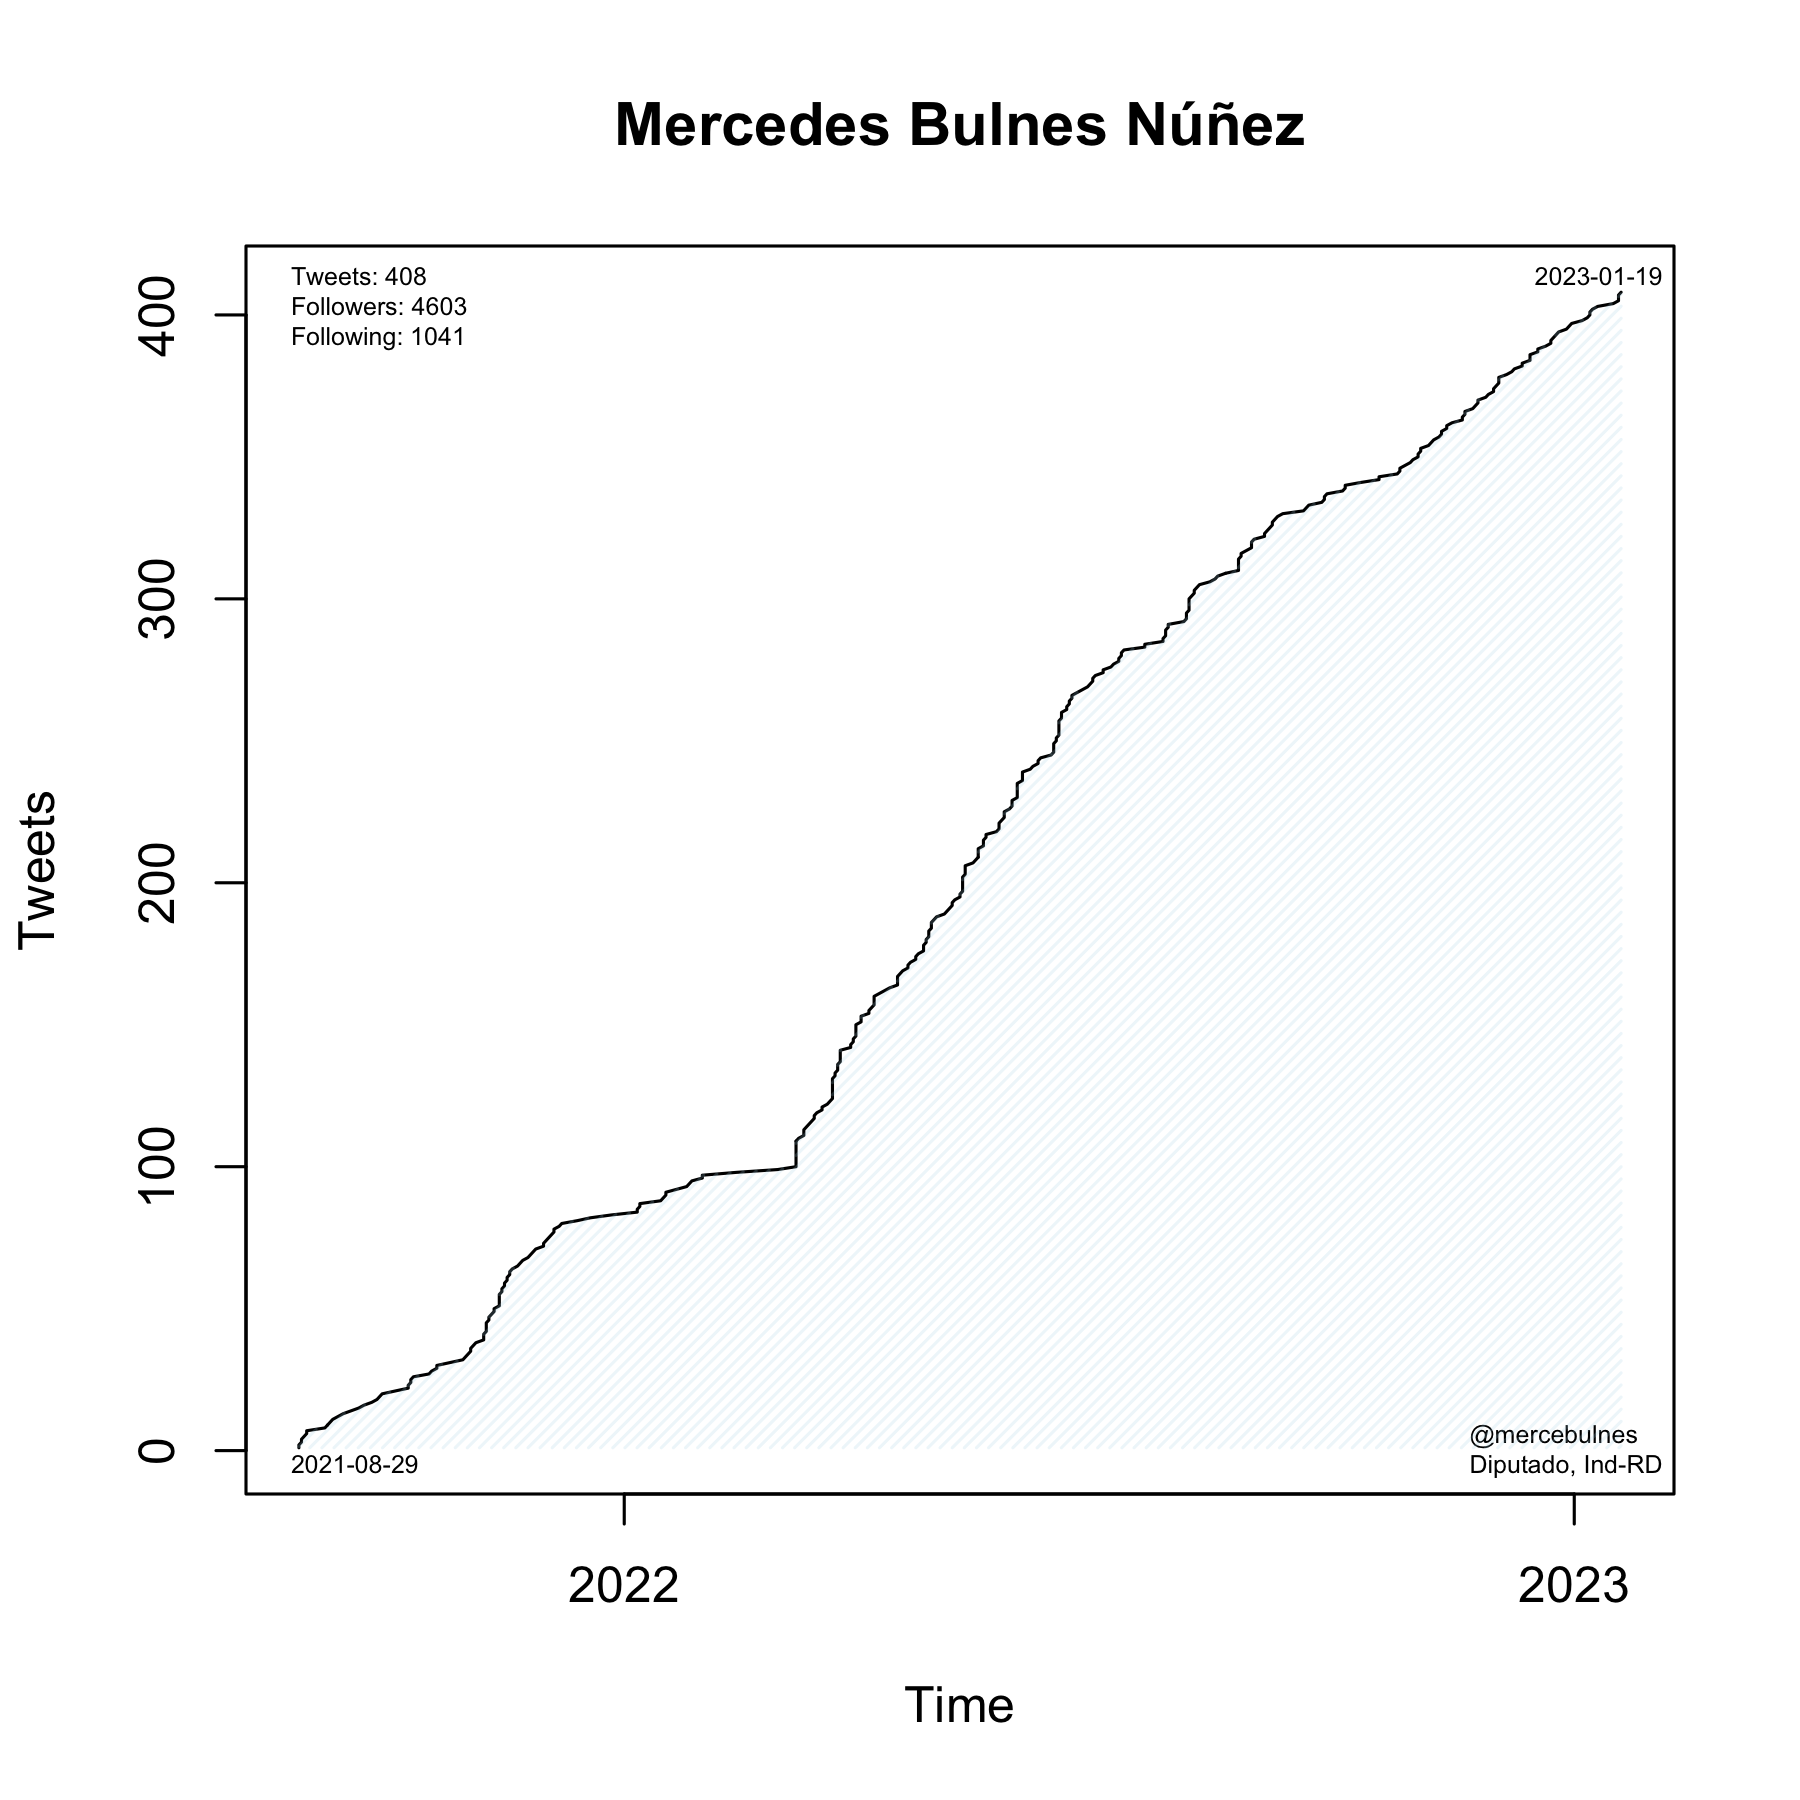 Mercedes Bulnes Núñez
Tweets: 408
Followers: 4603
Following: 1041
2023-01-19
400
300
200
100
0
Tweets
2021-08-29
@mercebulnes
Diputado, Ind-RD
2022
2023
Time